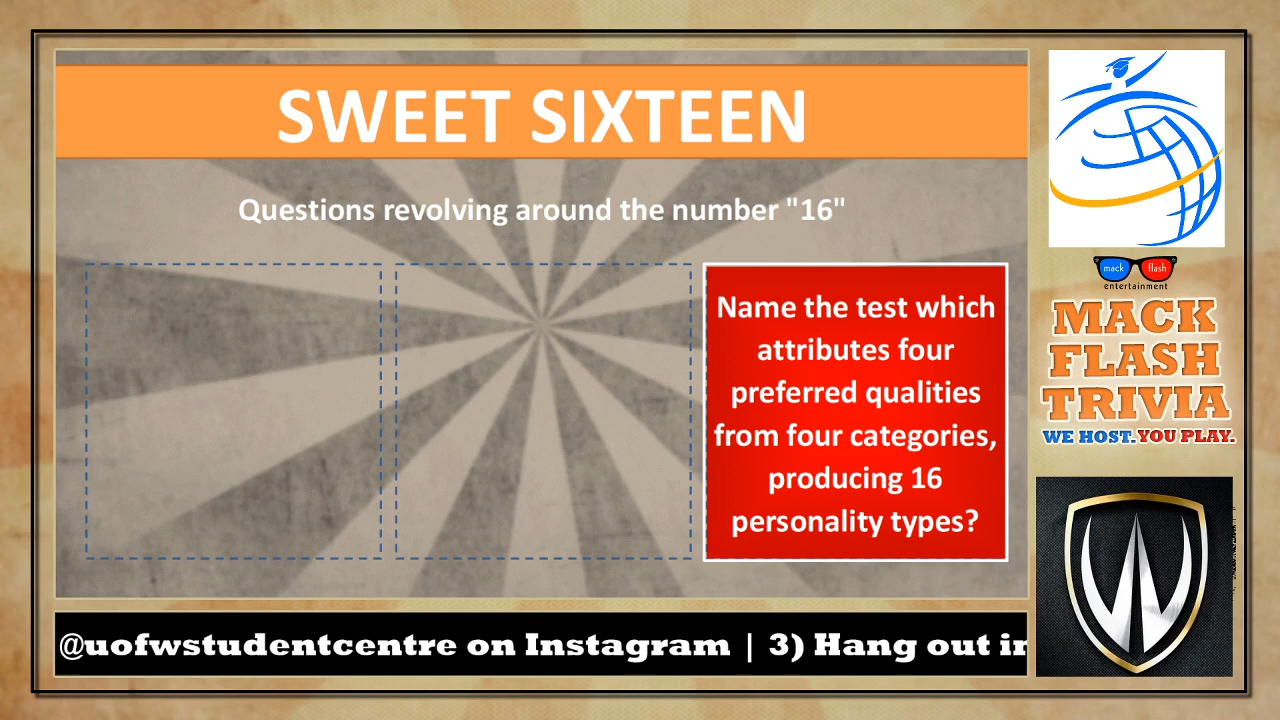 SWEET SIXTEEN
Questions revolving around the number "16"
Name the test which
attributes four
preferred qualities
from four categories,
producing 16
personality types?
mack flash
entertainment
MACK
FLASH
TRIVIA
WE HOST. YOU PLAY.
@uofwstudentcentre on Instagram | 3) Hang out in